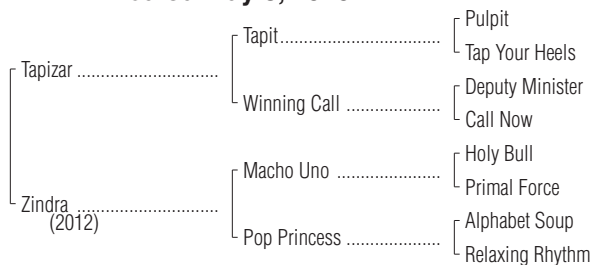 Pulpit
Tapit
Tap Your Heels
Tapizar
Deputy Minister
Winning Call
Call Now
Holy Bull
Macho Uno
Primal Force
Zindra
(2012)
Alphabet Soup
Pop Princess
Relaxing Rhythm